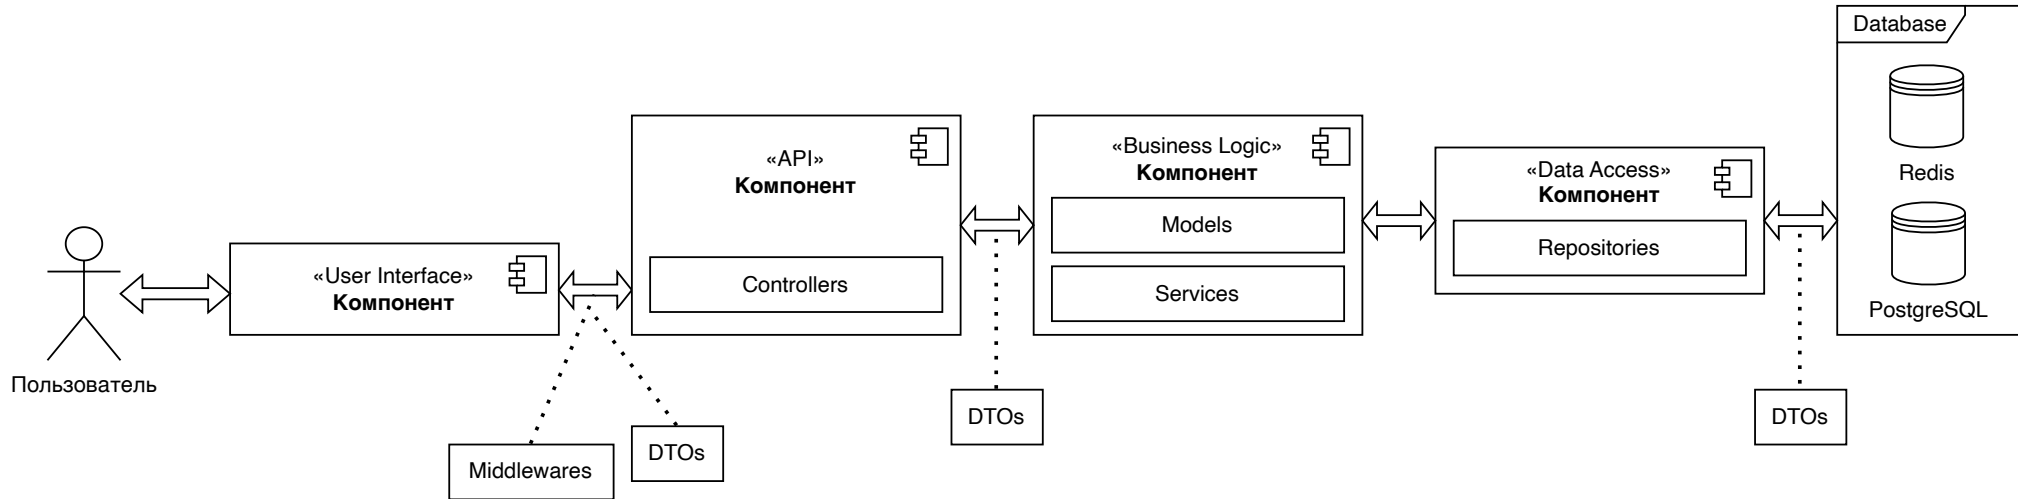 Пользователь
«User Interface»
Компонент
Middlewares
DTOs
«API»
Компонент
Controllers
DTOs
«Business Logic»
Компонент
Models
Services
«Data Access»
Компонент
Repositories
DTOs
Database
Redis
PostgreSQL